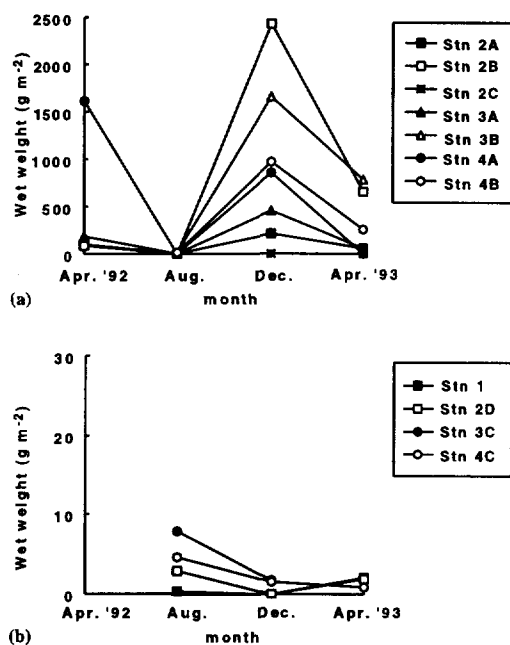 2500
2000
1500
1000
500
0
Wet weight (g m-2)
Apr. '92 Aug. Dec. Apr. '93
month
(a)
Stn 2A
Stn 2B
Stn 2C
Stn 3A
Stn 3B
Stn 4A
Stn 4B
30
20
10
0
Wet weight (g m-2)
Apr. '92 Aug. Dec. Apr. '93
month
(b)
Stn 1
Stn 2D
Stn 3C
Stn 4C